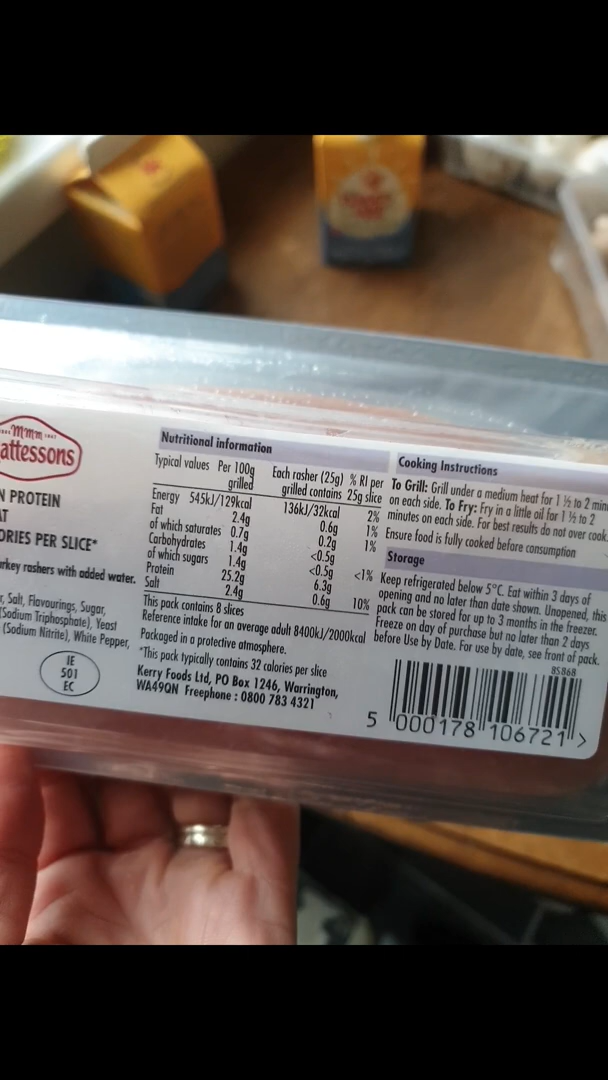 mmm
attessons
N PROTEIN
AT
ORIES PER SLICE*
urkey rashers with added water.
r, Salt, Flavourings, Sugar,
(Sodium Triphosphate), Yeast
(Sodium Nitrite), White Pepper,
IE
501
EC
Nutritional information
Typical values Per 100g grilled Each rasher (25g) grilled contains % RI per 25g slice
Energy 545kJ/129kcal 136kJ/32kcal 2%
Fat 2.4g 0.6g 1%
of which saturates 0.7g 0.2g 1%
Carbohydrates 1.4g <0.5g
of which sugars 1.4g <0.5g <1%
Protein 25.2g 6.3g
Salt 2.4g 0.6g 10%
This pack contains 8 slices
Reference intake for an average adult 8400kJ/2000kcal
Packaged in a protective atmosphere.
*This pack typically contains 32 calories per slice
Kerry Foods Ltd, PO Box 1246, Warrington,
WA49QN Freephone : 0800 783 4321
Cooking Instructions
To Grill: Grill under a medium heat for 1 ½ to 2 min
on each side. To Fry: Fry in a little oil for 1 ½ to 2
minutes on each side. For best results do not over cook.
Ensure food is fully cooked before consumption
Storage
Keep refrigerated below 5°C. Eat within 3 days of
opening and no later than date shown. Unopened, this
pack can be stored for up to 3 months in the freezer.
Freeze on day of purchase but no later than 2 days
before Use by Date. For use by date, see front of pack.
85868
5 000178 106721 >